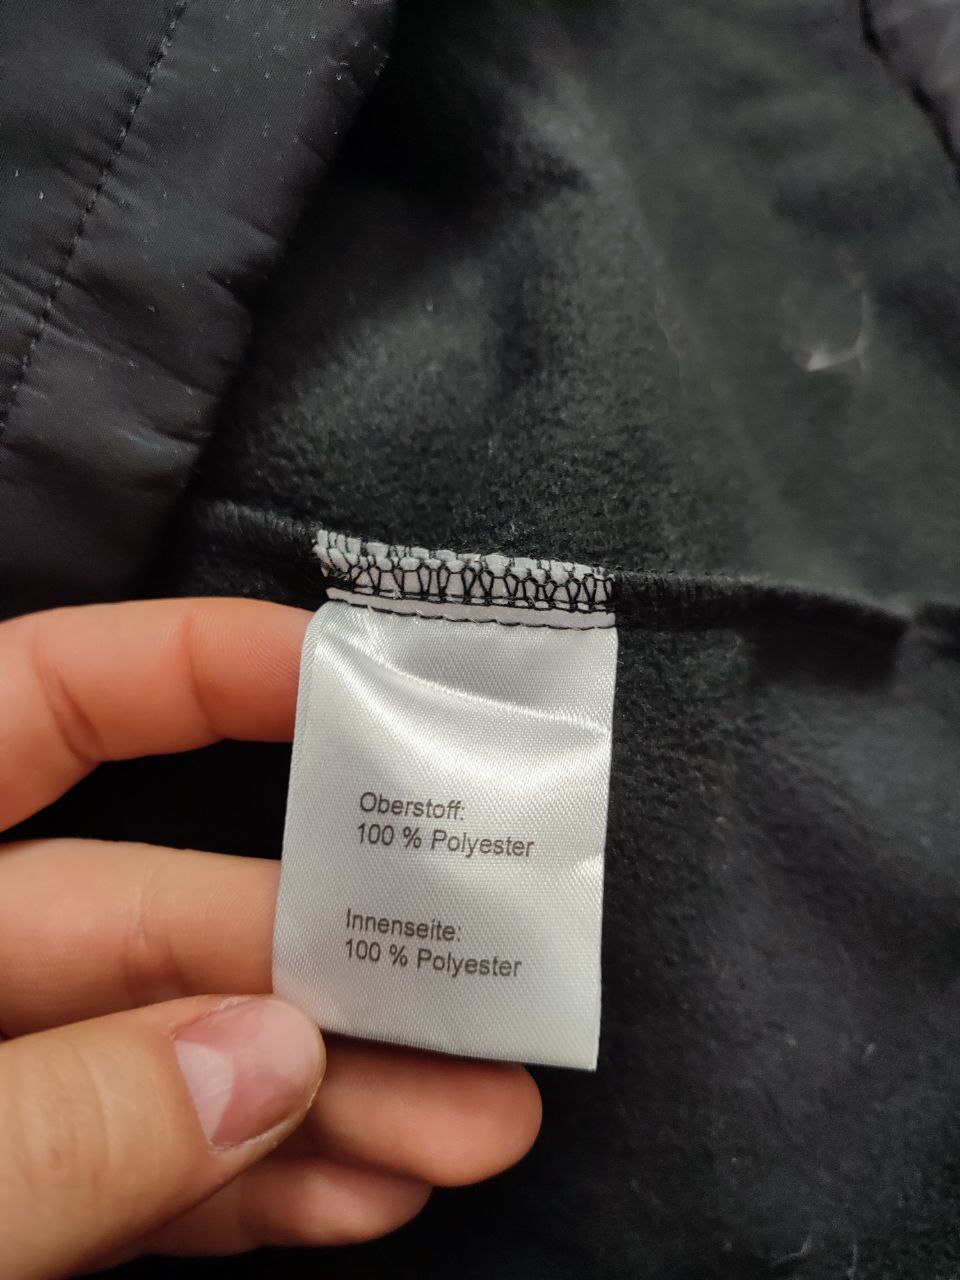 Oberstoff:
100 % Polyester
Innenseite:
100 % Polyester